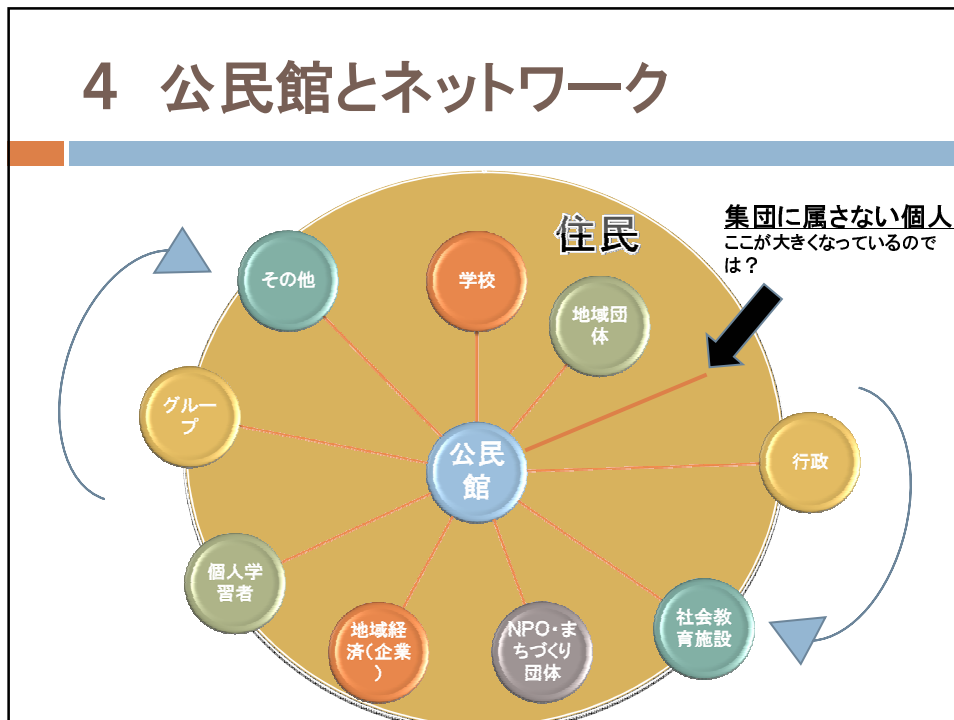 4 公民館とネットワーク
住民
集団に属さない個人
ここが大きくなっているので
は？
その他
学校
地域団
体
グルー
プ
公民
館
行政
個人学
習者
地域経
済(企業
)
NPO・ま
ちづくり
団体
社会教
育施設